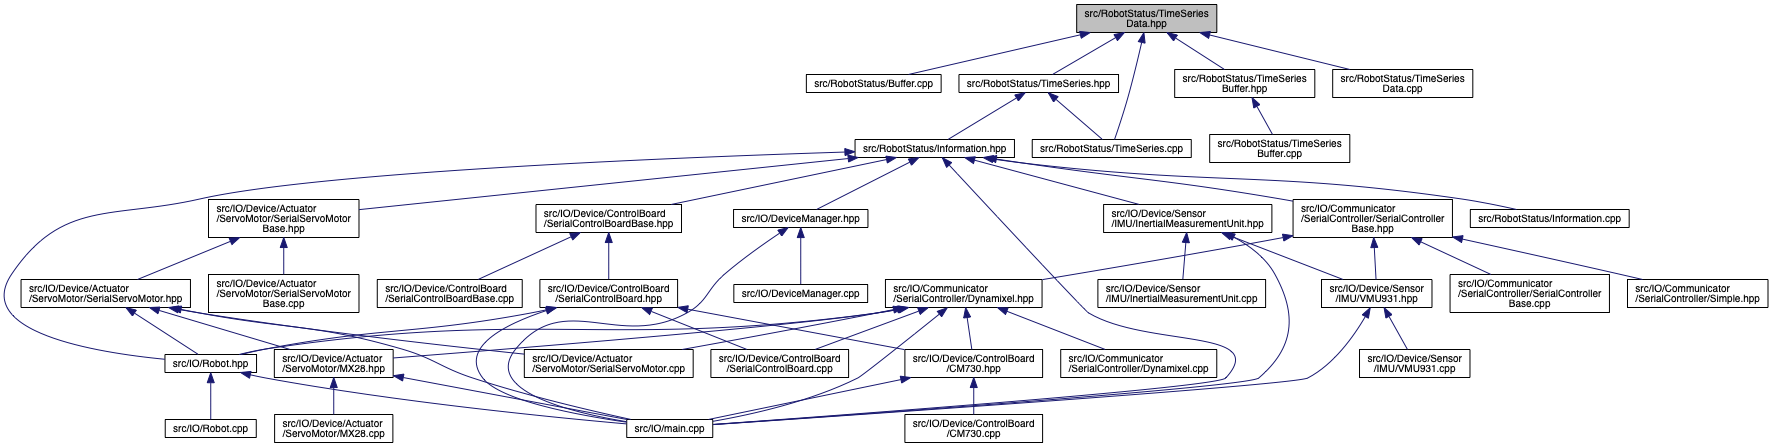 src/RobotStatus/TimeSeries
Data.hpp
src/RobotStatus/Buffer.cpp
src/RobotStatus/TimeSeries.hpp
src/RobotStatus/TimeSeries
Buffer.hpp
src/RobotStatus/TimeSeries
Data.cpp
src/RobotStatus/Information.hpp
src/RobotStatus/TimeSeries.cpp
src/RobotStatus/TimeSeries
Buffer.cpp
src/IO/Device/Actuator
/ServoMotor/SerialServoMotor
Base.hpp
src/IO/Device/ControlBoard
/SerialControlBoardBase.hpp
src/IO/DeviceManager.hpp
src/IO/Device/Sensor
/IMU/InertialMeasurementUnit.hpp
src/IO/Communicator
/SerialController/SerialController
Base.hpp
src/RobotStatus/Information.cpp
src/IO/Device/Actuator
/ServoMotor/SerialServoMotor.hpp
src/IO/Device/Actuator
/ServoMotor/SerialServoMotor
Base.cpp
src/IO/Device/ControlBoard
/SerialControlBoardBase.cpp
src/IO/Device/ControlBoard
/SerialControlBoard.hpp
src/IO/DeviceManager.cpp
src/IO/Communicator
/SerialController/Dynamixel.hpp
src/IO/Device/Sensor
/IMU/InertialMeasurementUnit.cpp
src/IO/Device/Sensor
/IMU/VMU931.hpp
src/IO/Communicator
/SerialController/SerialController
Base.cpp
src/IO/Communicator
/SerialController/Simple.hpp
src/IO/Robot.hpp
src/IO/Device/Actuator
/ServoMotor/MX28.hpp
src/IO/Device/Actuator
/ServoMotor/SerialServoMotor.cpp
src/IO/Device/ControlBoard
/SerialControlBoard.cpp
src/IO/Device/ControlBoard
/CM730.hpp
src/IO/Communicator
/SerialController/Dynamixel.cpp
src/IO/Device/Sensor
/IMU/VMU931.cpp
src/IO/Robot.cpp
src/IO/Device/Actuator
/ServoMotor/MX28.cpp
src/IO/main.cpp
src/IO/Device/ControlBoard
/CM730.cpp